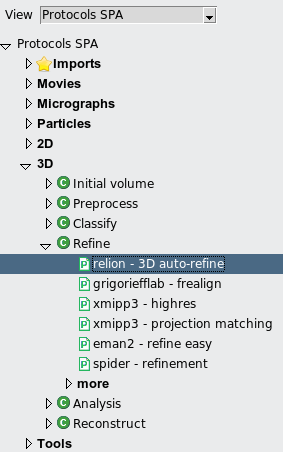 View Protocols SPA
Protocols SPA
Imports
Movies
Micrographs
Particles
2D
3D
C Initial volume
C Preprocess
C Classify
C Refine
P relion - 3D auto-refine
P grigoriefflab - frealign
P xmipp3 - highres
P xmipp3 - projection matching
P eman2 - refine easy
P spider - refinement
more
C Analysis
C Reconstruct
Tools